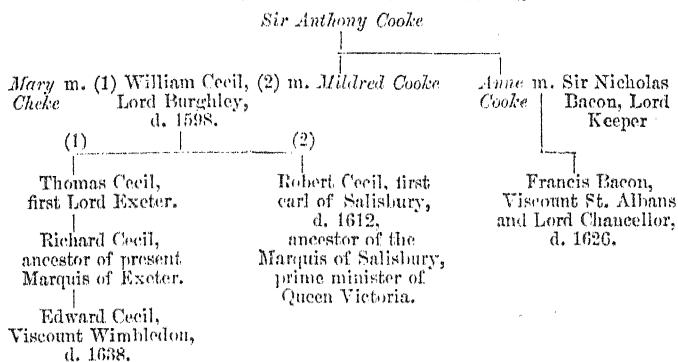 Sir Anthony Cooke
Mary m. (1) William Cecil, (2) m. Mildred Cooke
Cheke
Lord Burghley,
d. 1598.
Anne m. Sir Nicholas
Cooke
Bacon, Lord
Keeper
(1)
(2)
Thomas Cecil,
first Lord Exeter.
Richard Cecil,
ancestor of present
Marquis of Exeter.
Edward Cecil,
Viscount Wimbledon,
d. 1638.
Robert Cecil, first
earl of Salisbury,
d. 1612,
ancestor of the
Marquis of Salisbury,
prime minister of
Queen Victoria.
Francis Bacon,
Viscount St. Albans
and Lord Chancellor,
d. 1626.